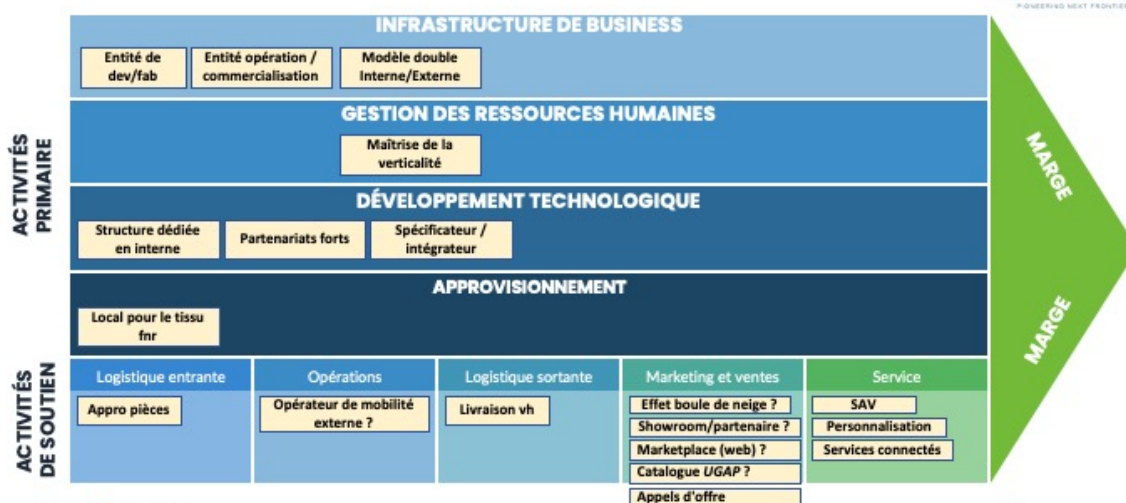 PIONEERING NEXT FRONTIER
INFRASTRUCTURE DE BUSINESS
Entité de
dev/fab
Entité opération /
commercialisation
Modèle double
Interne/Externe
GESTION DES RESSOURCES HUMAINES
Maîtrise de la
verticalité
DÉVELOPPEMENT TECHNOLOGIQUE
Structure dédiée
en interne
Partenariats forts
Spécificateur /
intégrateur
APPROVISIONNEMENT
Local pour le tissu
fnr
ACTIVITÉS
PRIMAIRE
MARGE
MARGE
ACTIVITÉS
DE SOUTIEN
Logistique entrante
Appro pièces
Opérations
Opérateur de mobilité
externe ?
Logistique sortante
Livraison vh
Marketing et ventes
Effet boule de neige ?
Showroom/partenaire ?
Marketplace (web) ?
Catalogue UGAP ?
Appels d'offre
Service
SAV
Personnalisation
Services connectés